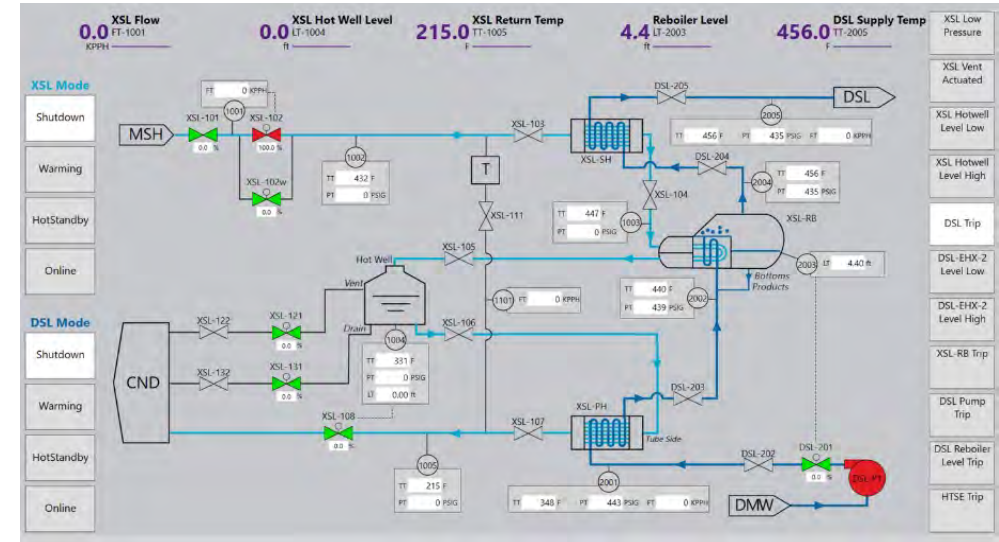 XSL Flow
0.0 FT-1001
KPPH
XSL Hot Well Level
0.0 LT-1004
ft
XSL Return Temp
215.0 TT-1005
F
Reboiler Level
4.4 LT-2003
ft
DSL Supply Temp
456.0 TT-2005
F
XSL Low
Pressure
XSL Vent
Actuated
XSL Hotwell
Level Low
XSL Hotwell
Level High
DSL Trip
DSL-EHX-2
Level Low
DSL-EHX-2
Level High
XSL-RB Trip
DSL Pump
Trip
DSL Reboiler
Level Trip
HTSE Trip
XSL Mode
Shutdown
Warming
HotStandby
Online
DSL Mode
Shutdown
Warming
HotStandby
Online
FT 0 KPPH
1001
MSH
XSL-101
0.0 %
XSL-102
100.0 %
XSL-102w
0.0 %
1002
TT 432 F
PT 0 PSIG
T
XSL-111
XSL-103
XSL-SH
DSL-205
DSL
2005
TT 456 F PT 435 PSIG FT 0 KPPH
DSL-204
2004
TT 456 F
PT 435 PSIG
XSL-104
TT 447 F
PT 0 PSIG
1003
XSL-RB
2003
LT 4.40 ft
Bottoms
Products
TT 440 F
PT 439 PSIG
2002
XSL-105
Hot Well
Vent
Drain
1004
TT 331 F
PT 0 PSIG
LT 0.00 ft
1101
FT 0 KPPH
XSL-106
CND
XSL-122
XSL-121
0.0 %
XSL-132
XSL-131
0.0 %
XSL-108
0.0 %
1005
TT 215 F
PT 0 PSIG
XSL-107
XSL-PH
Tube Side
DSL-203
2001
TT 348 F PT 443 PSIG FT 0 KPPH
DSL-202
DSL-201
0.0 %
DSL-P1
DMW